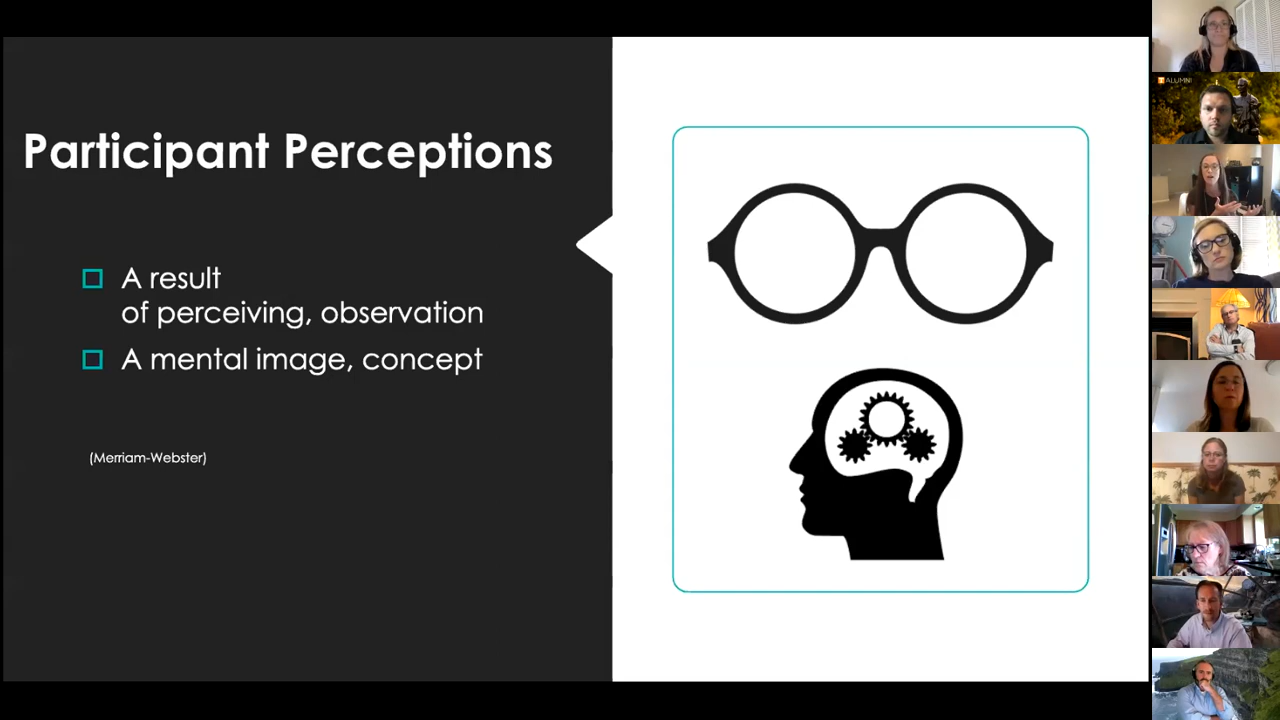 Participant Perceptions
A result
of perceiving, observation
A mental image, concept
(Merriam-Webster)
ALUMNI